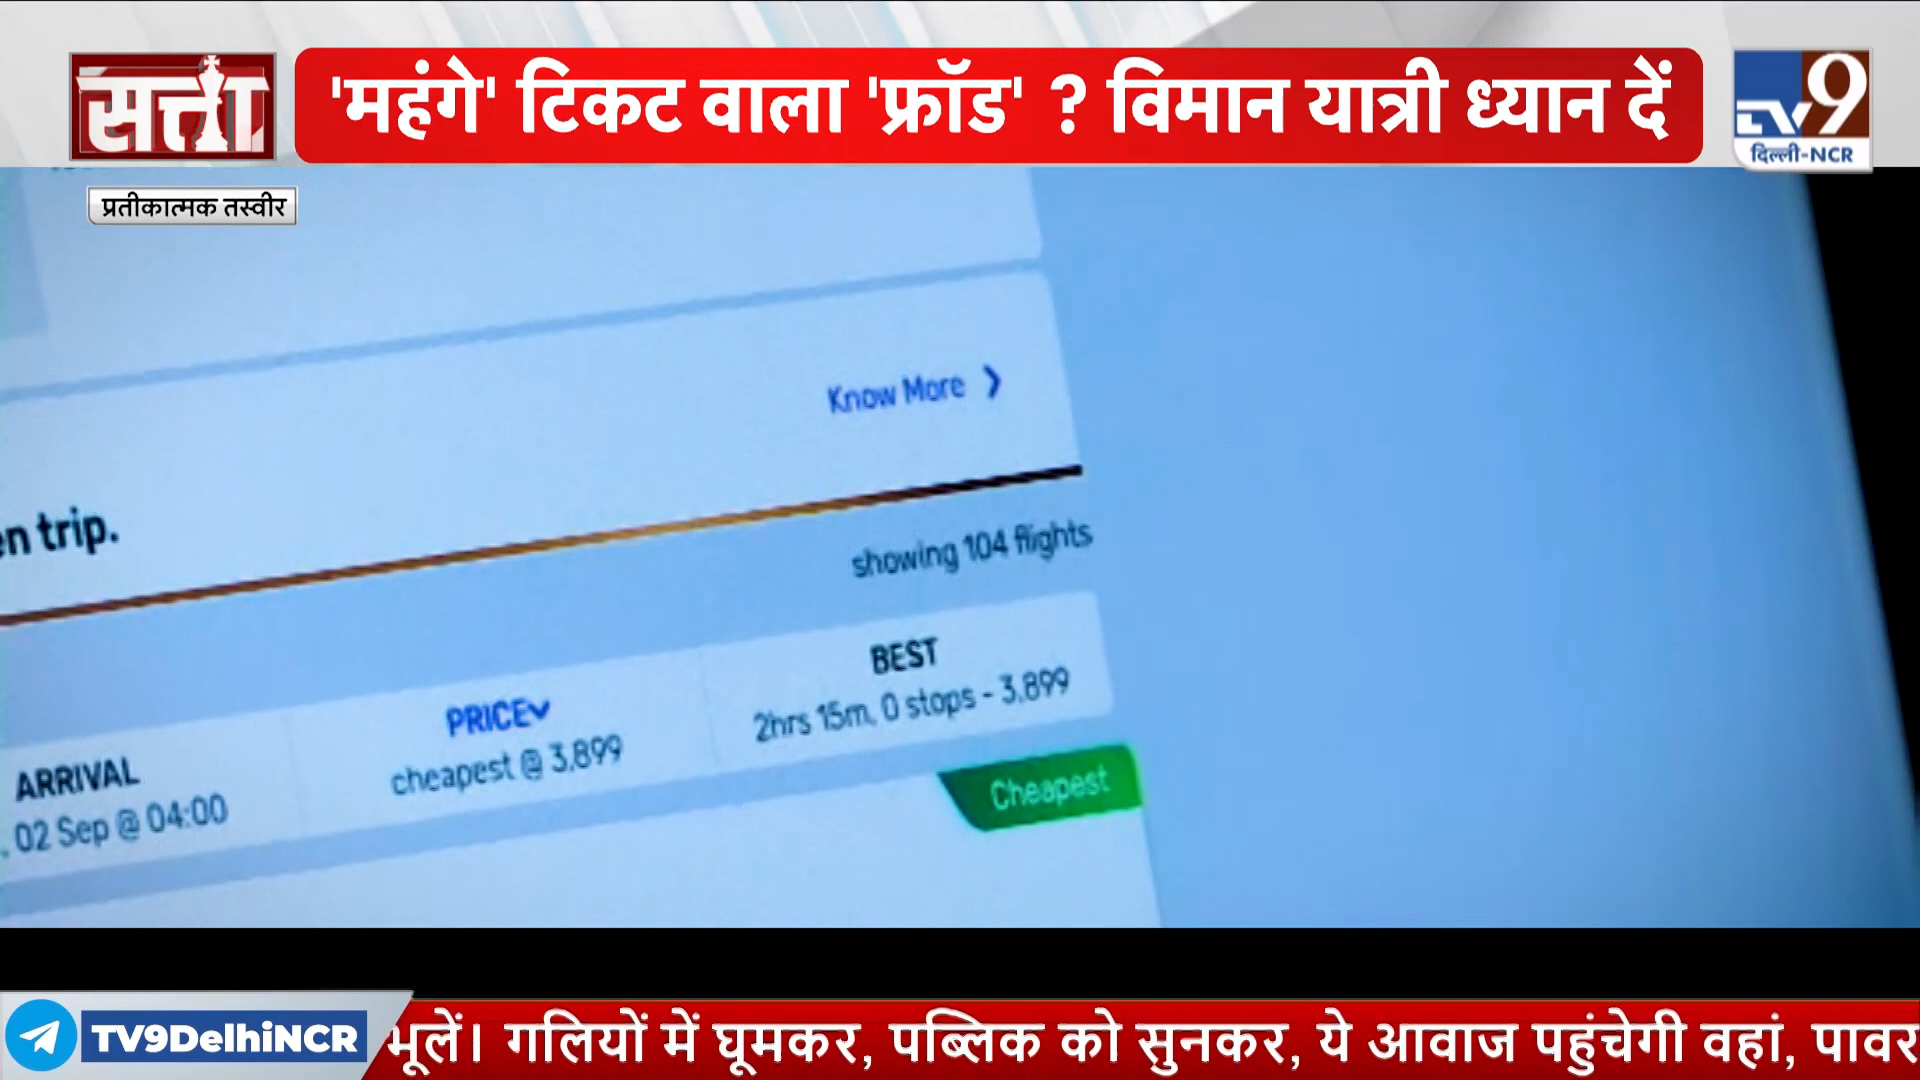 सत्ता
'महंगे' टिकट वाला 'फ्रॉड' ? विमान यात्री ध्यान दें
TV9
दिल्ली-NCR
प्रतीकात्मक तस्वीर
Know More
en trip.
showing 104 flights
BEST
2hrs 15m, 0 stops - 3,899
PRICE
cheapest @ 3,899
ARRIVAL
, 02 Sep @ 04:00
Cheapest
TV9DelhiNCR
भूलें। गलियों में घूमकर, पब्लिक को सुनकर, ये आवाज पहुंचेगी वहां, पावर